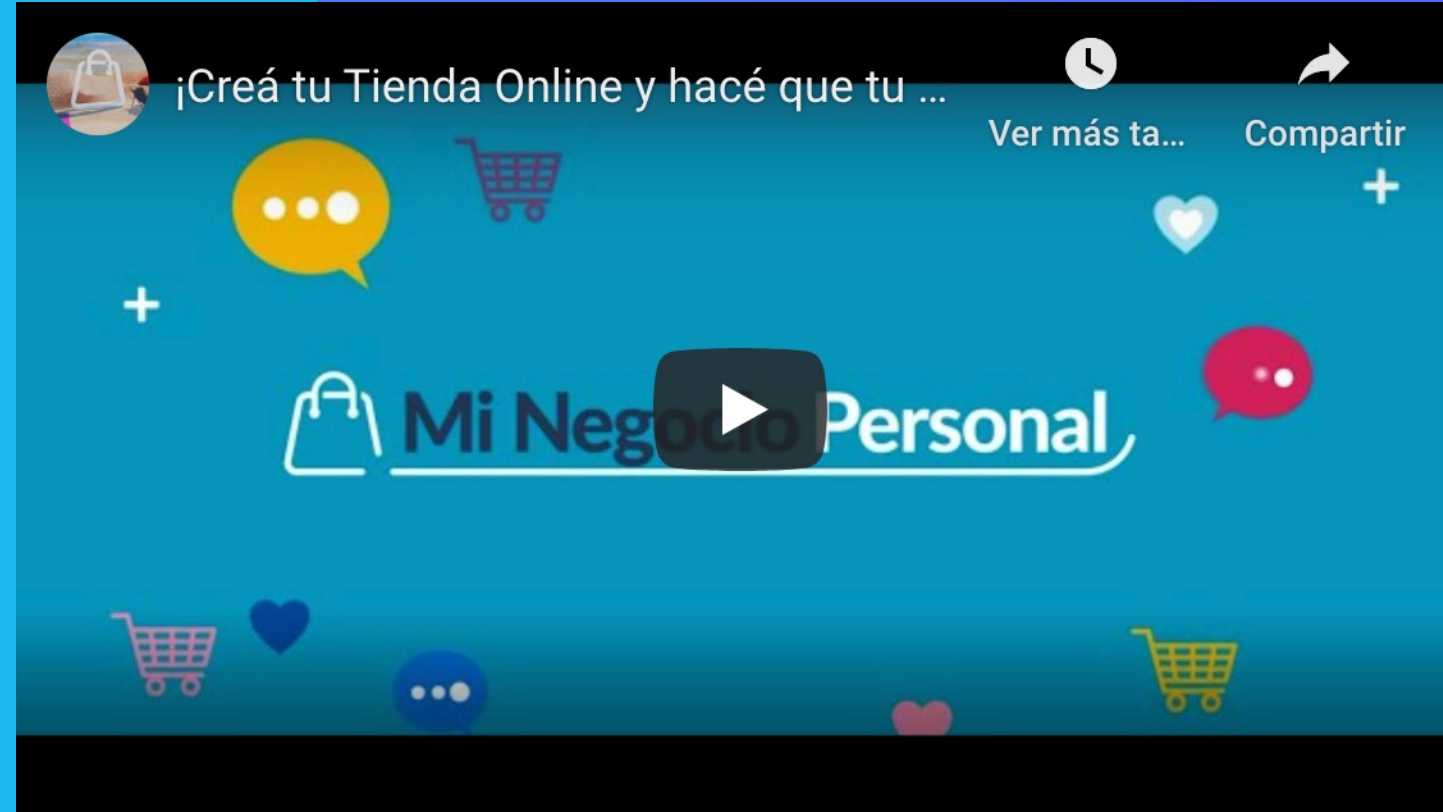 ¡Creá tu Tienda Online y hacé que tu ...
Ver más ta...
Compartir
Mi Negocio Personal